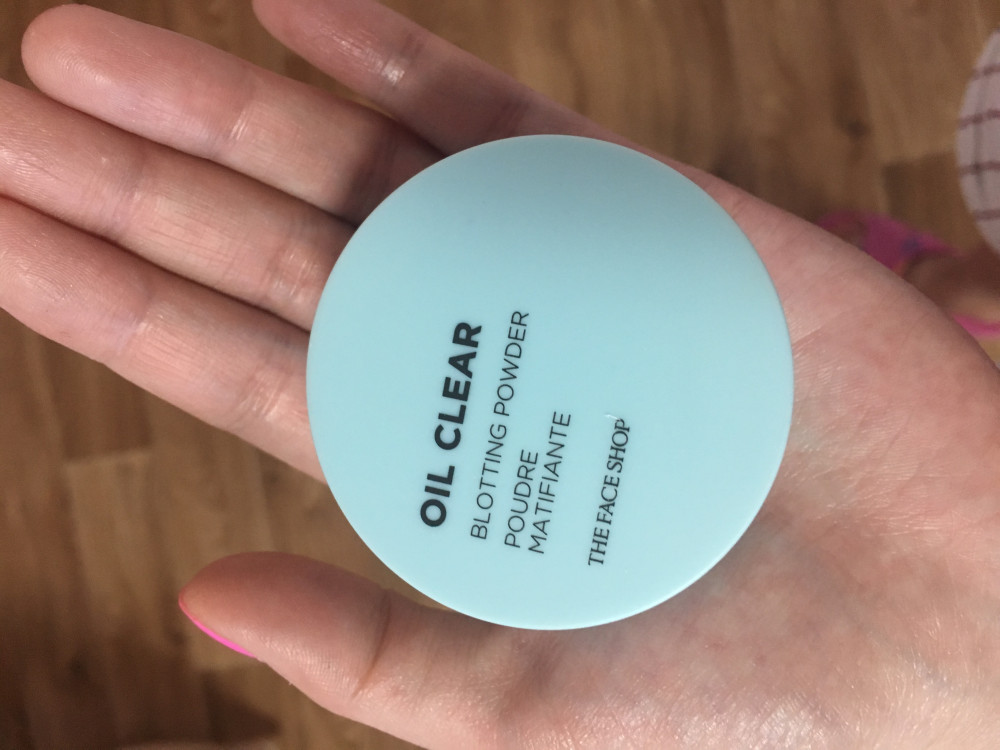 OIL CLEAR
BLOTTING POWDER
POUDRE
MATIFIANTE
THE FACE SHOP